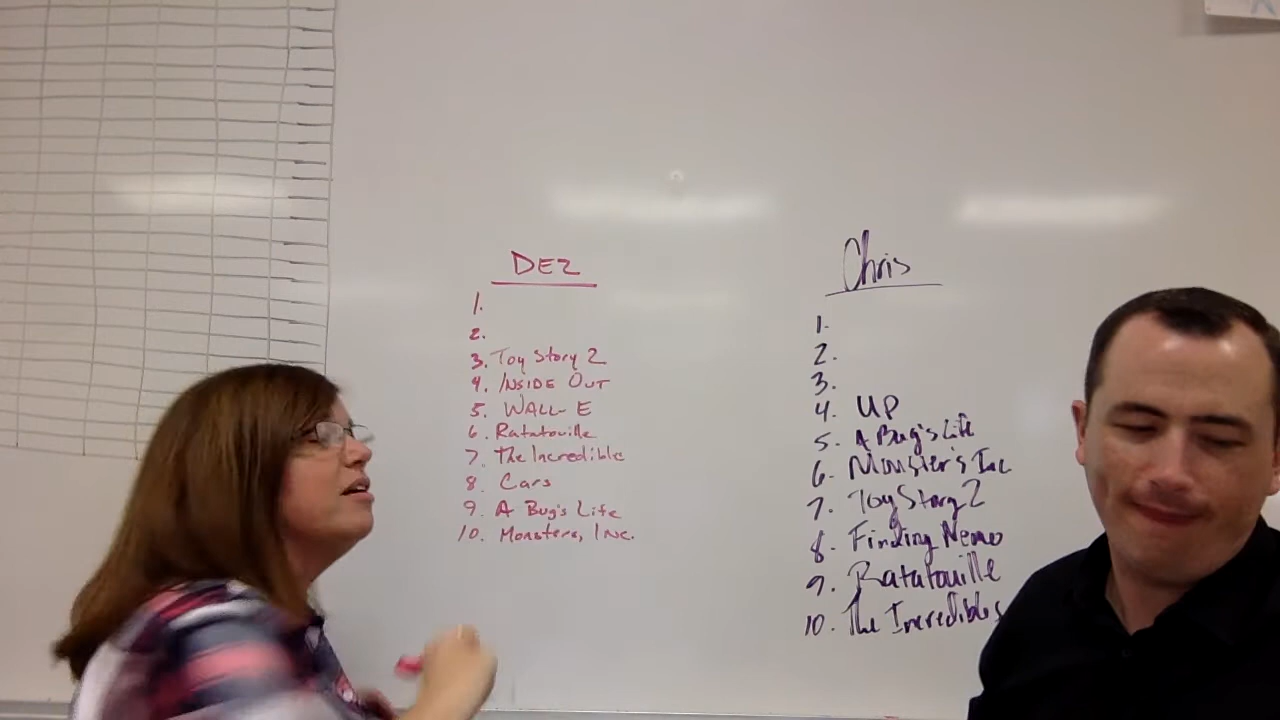 DEZ
1.
2.
3. Toy Story 2
4. INSIDE OUT
5. WALL-E
6. Ratatouille
7. The Incredible
8. Cars
9. A Bug's Life
10. Monsters, Inc.
Chris
1.
2.
3.
4. UP
5. A Bug's Life
6. Monster's Inc
7. Toy Story 2
8. Finding Nemo
9. Ratatouille
10. The Incredibles